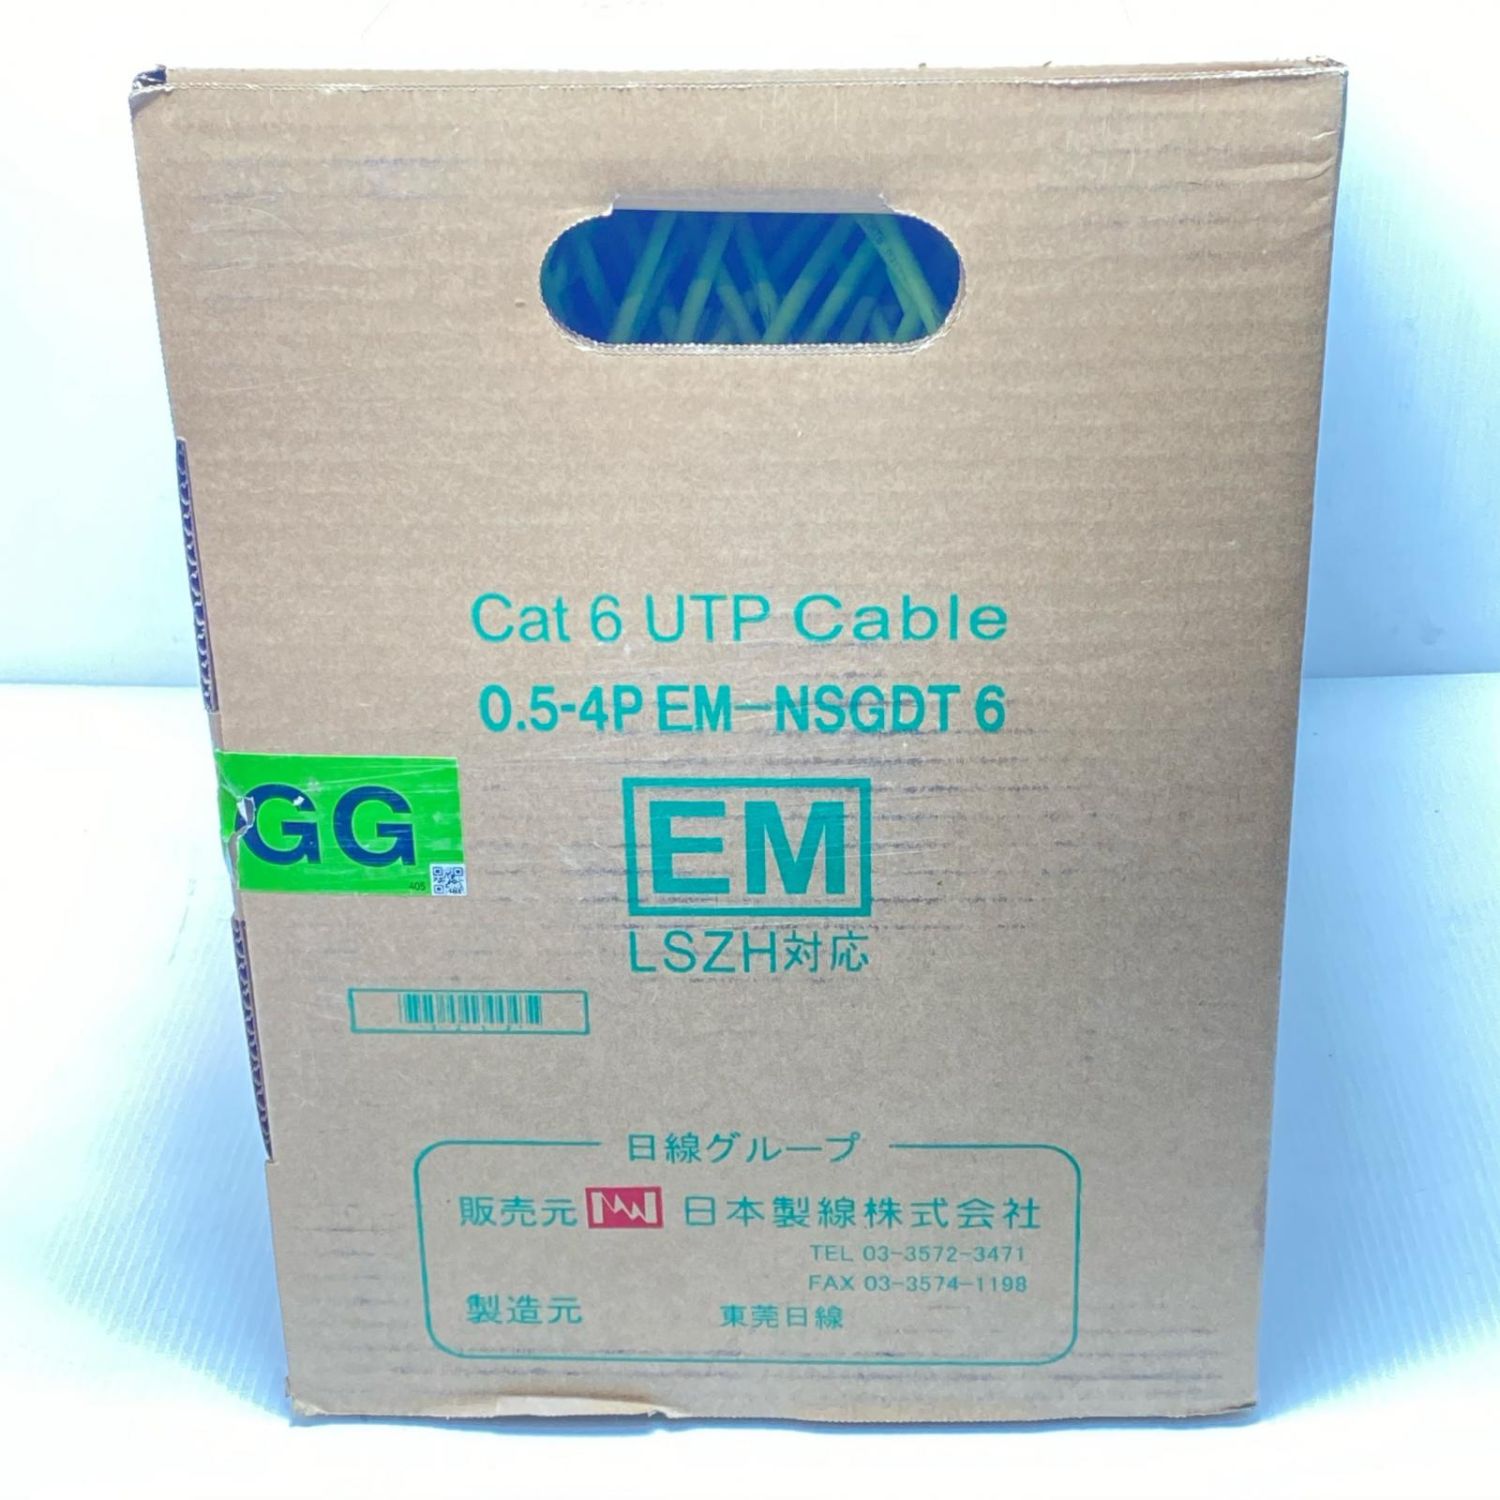 Cat 6 UTP Cable
0.5-4P EM-NSGDT 6
GG
405
EM
LSZH対応
日線グループ
販売元 日本製線株式会社
TEL 03-3572-3471
FAX 03-3574-1198
製造元 東莞日線